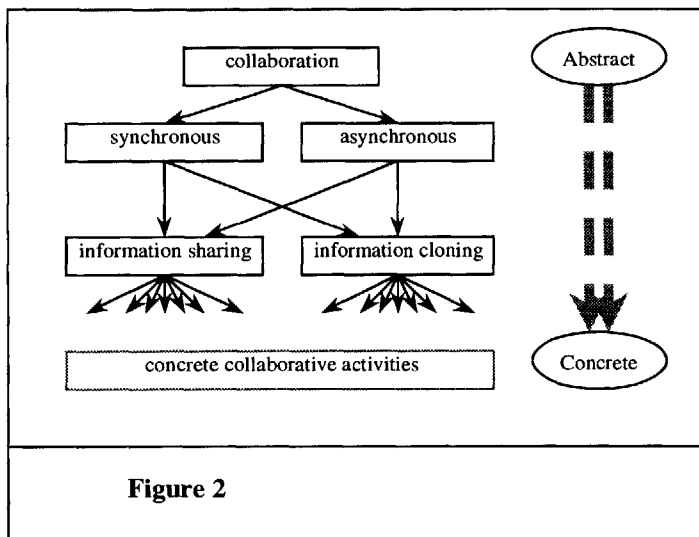 collaboration
Abstract
synchronous
asynchronous
information sharing
information cloning
concrete collaborative activities
Concrete
Figure 2